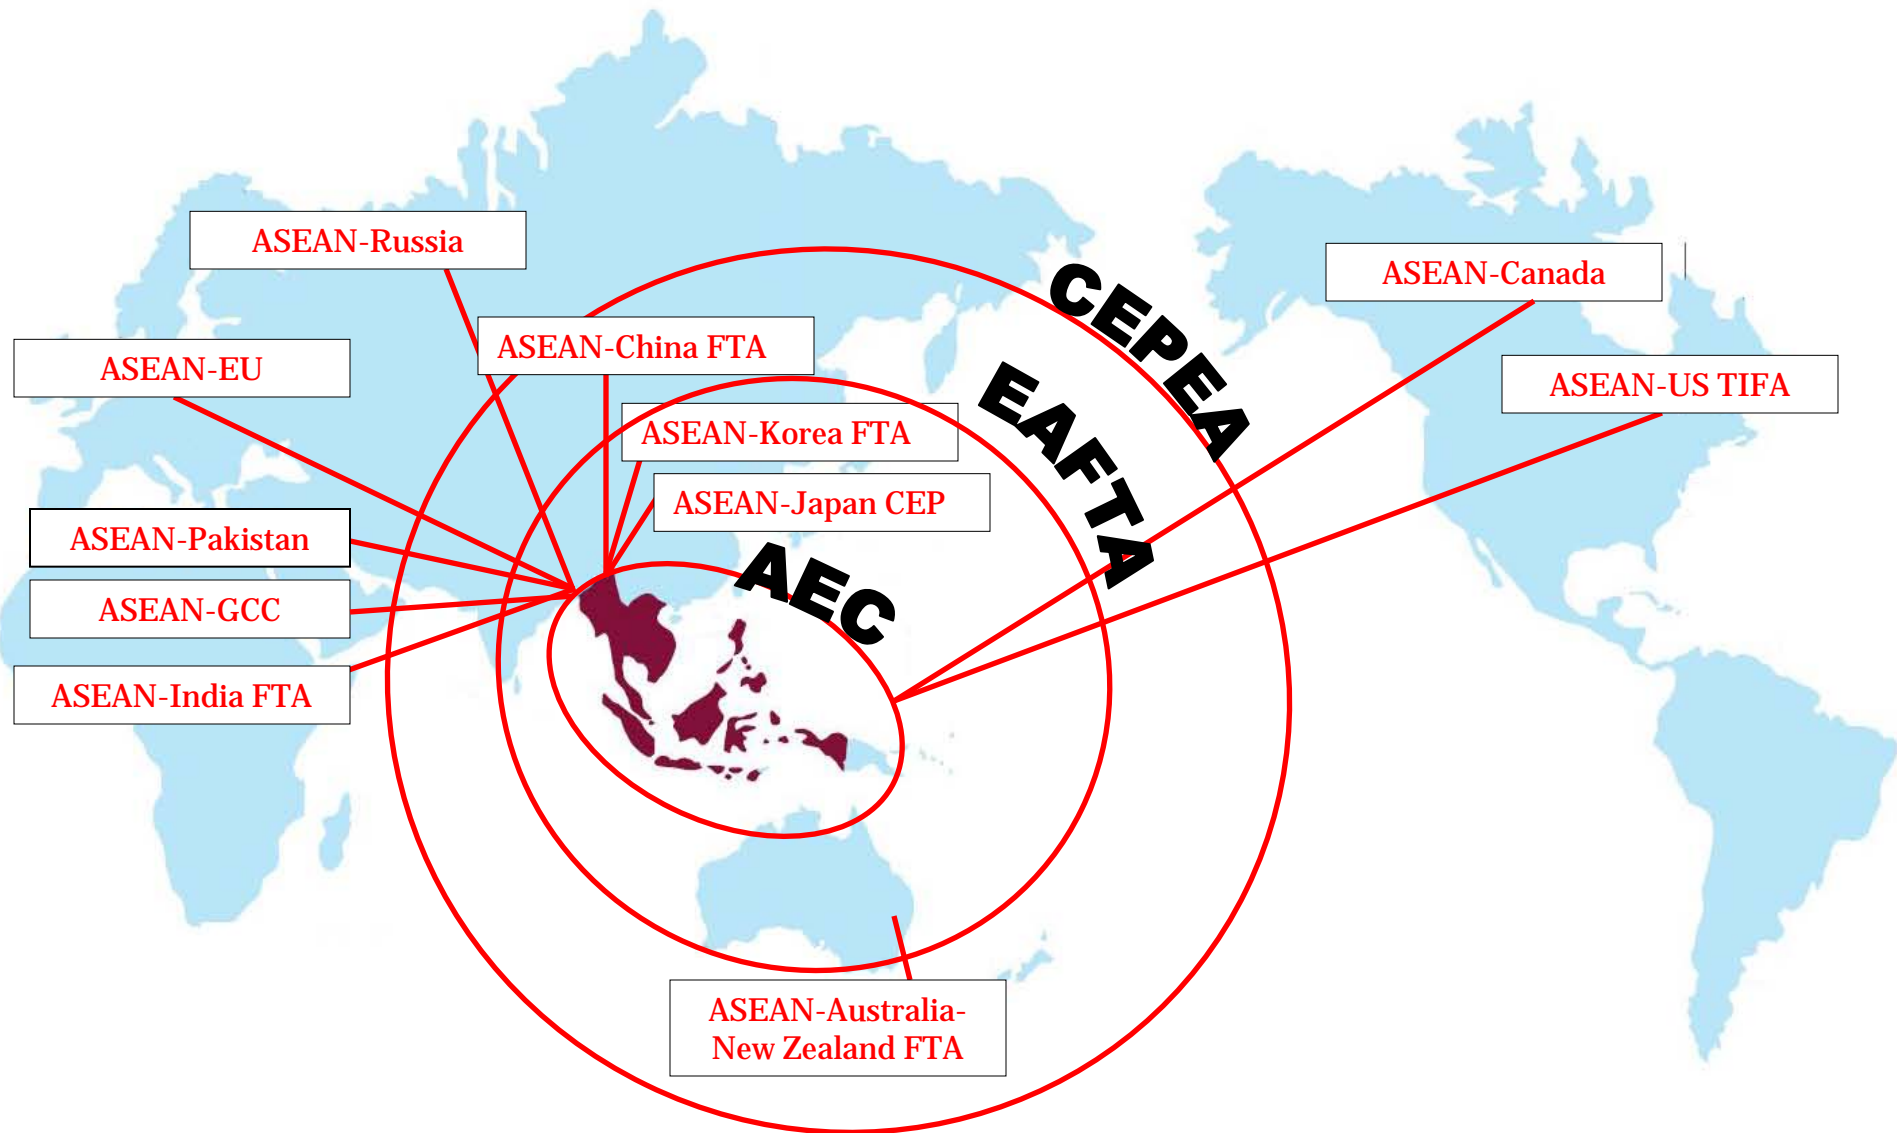 ASEAN-Russia
CEPEA
ASEAN-Canada
ASEAN-China FTA
ASEAN-EU
EAFTA
ASEAN-US TIFA
ASEAN-Korea FTA
ASEAN-Japan CEP
ASEAN-Pakistan
AEC
ASEAN-GCC
ASEAN-India FTA
ASEAN-Australia-
New Zealand FTA